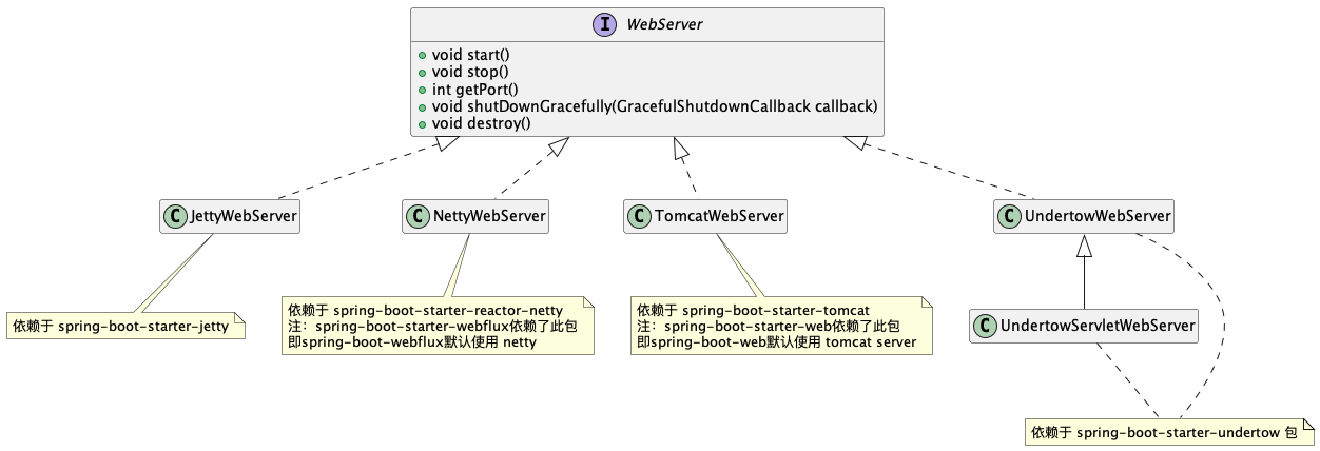 I WebServer
void start()
void stop()
int getPort()
void shutDownGracefully(GracefulShutdownCallback callback)
void destroy()
C JettyWebServer
C NettyWebServer
C TomcatWebServer
C UndertowWebServer
依赖于 spring-boot-starter-jetty
依赖于 spring-boot-starter-reactor-netty
注：spring-boot-starter-webflux依赖了此包
即spring-boot-webflux默认使用 netty
依赖于 spring-boot-starter-tomcat
注：spring-boot-starter-web依赖了此包
即spring-boot-web默认使用 tomcat server
C UndertowServletWebServer
依赖于 spring-boot-starter-undertow 包